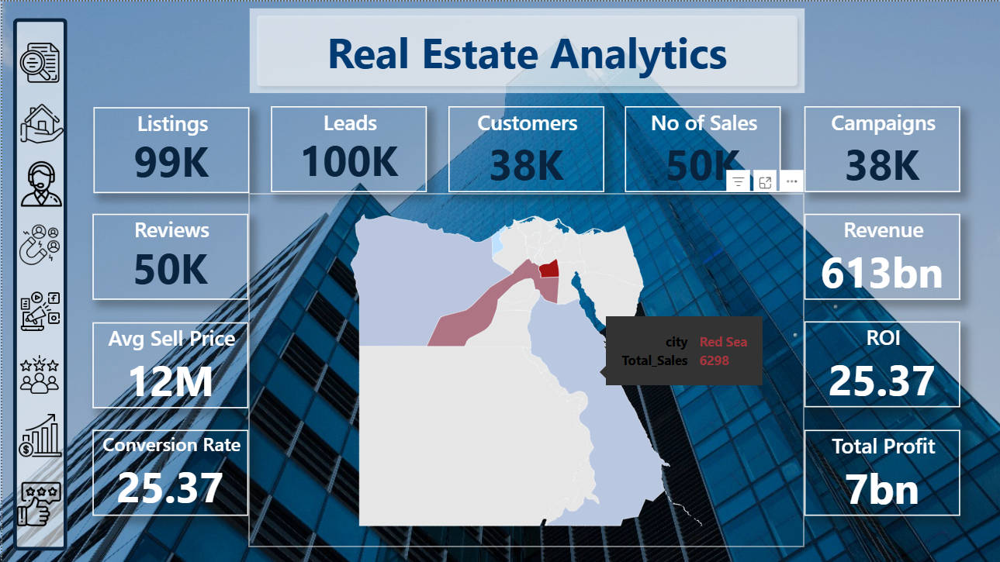 Real Estate Analytics
Listings
99K
Leads
100K
Customers
38K
No of Sales
50K
Campaigns
38K
Reviews
50K
Revenue
613bn
Avg Sell Price
12M
city Red Sea
Total_Sales 6298
ROI
25.37
Conversion Rate
25.37
Total Profit
7bn